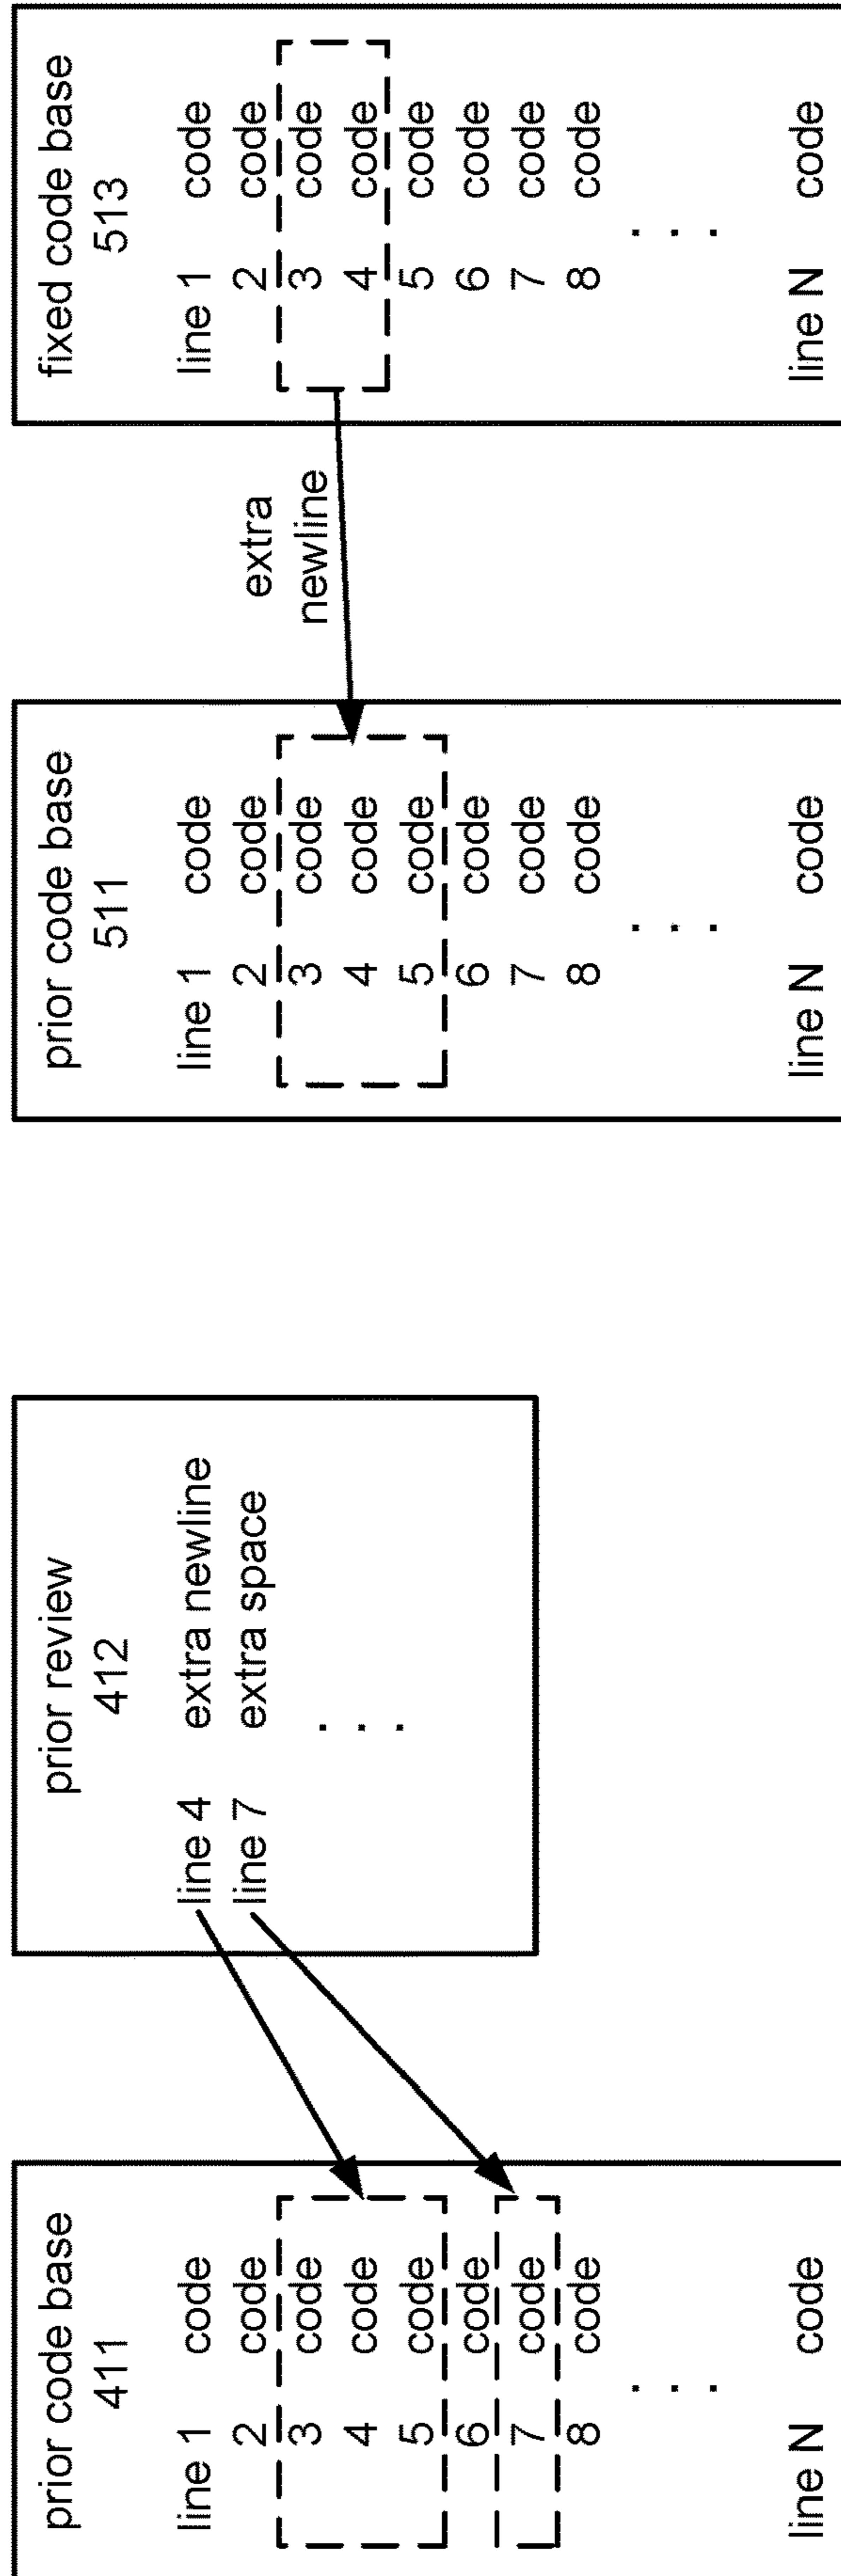 prior code base
411
line 1 code
2 code
3 code
4 code
5 code
6 code
7 code
8 code
. . .
line N code
prior review
412
line 4 extra newline
line 7 extra space
. . .
prior code base
511
line 1 code
2 code
3 code
4 code
5 code
6 code
7 code
8 code
. . .
line N code
extra
newline
fixed code base
513
line 1 code
2 code
3 code
4 code
5 code
6 code
7 code
8 code
. . .
line N code